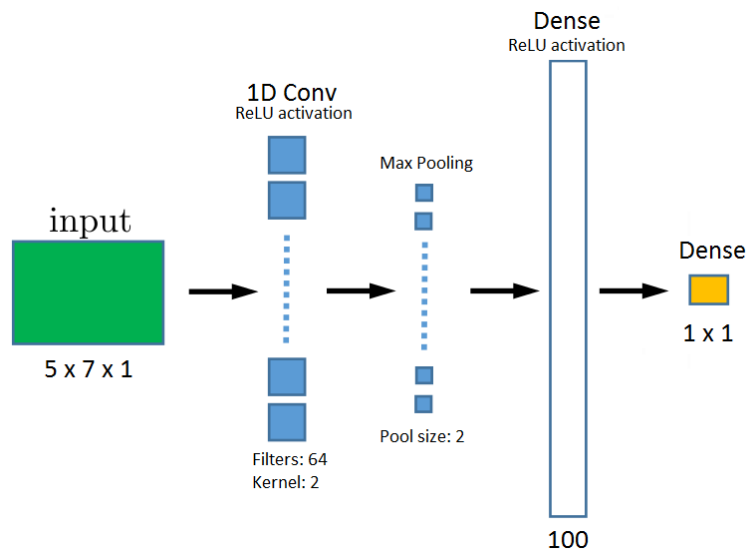 input
5 x 7 x 1
1D Conv
ReLU activation
Filters: 64
Kernel: 2
Max Pooling
Pool size: 2
Dense
ReLU activation
100
Dense
1 x 1